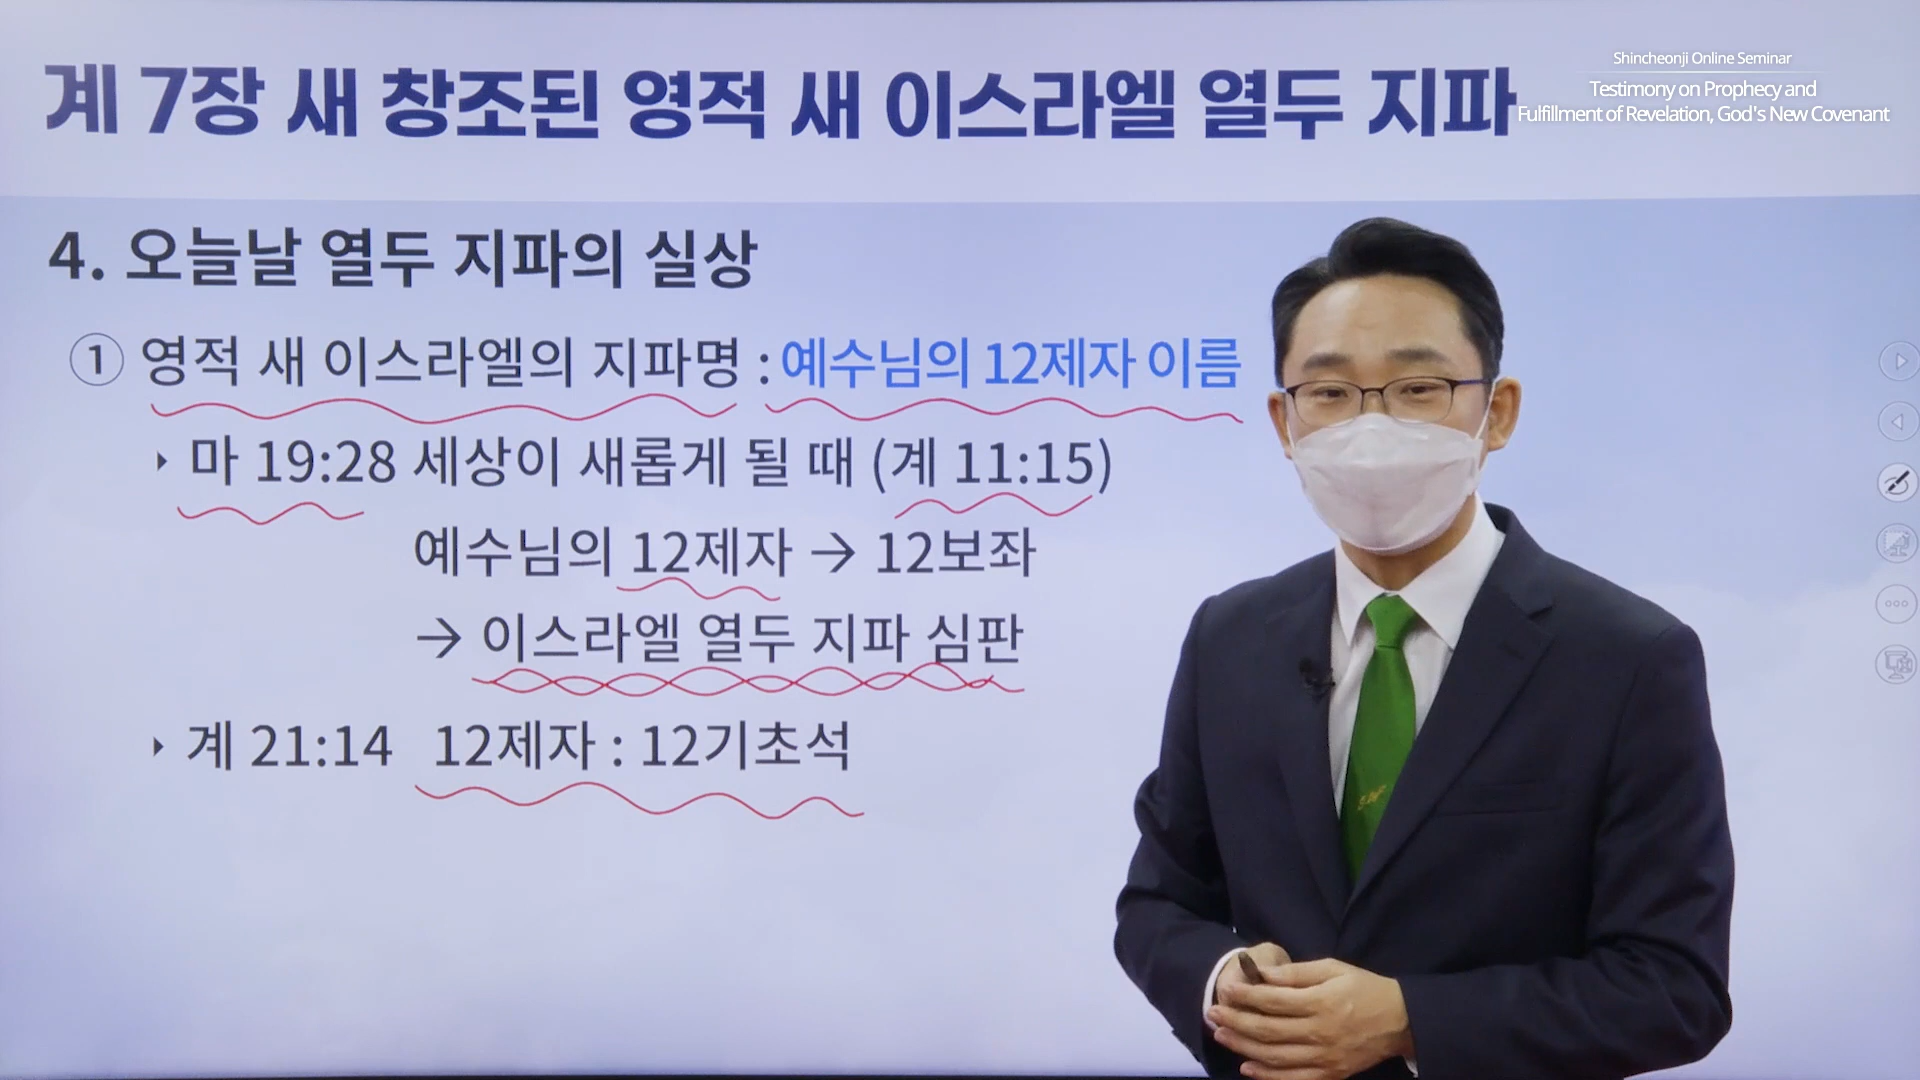 계 7장 새 창조된 영적 새 이스라엘 열두 지파
Shincheonji Online Seminar
Testimony on Prophecy and
Fulfillment of Revelation, God's New Covenant
4. 오늘날 열두 지파의 실상
① 영적 새 이스라엘의 지파명 : 예수님의 12제자 이름
‣ 마 19:28 세상이 새롭게 될 때 (계 11:15)
예수님의 12제자 → 12보좌
→ 이스라엘 열두 지파 심판
‣ 계 21:14 12제자 : 12기초석